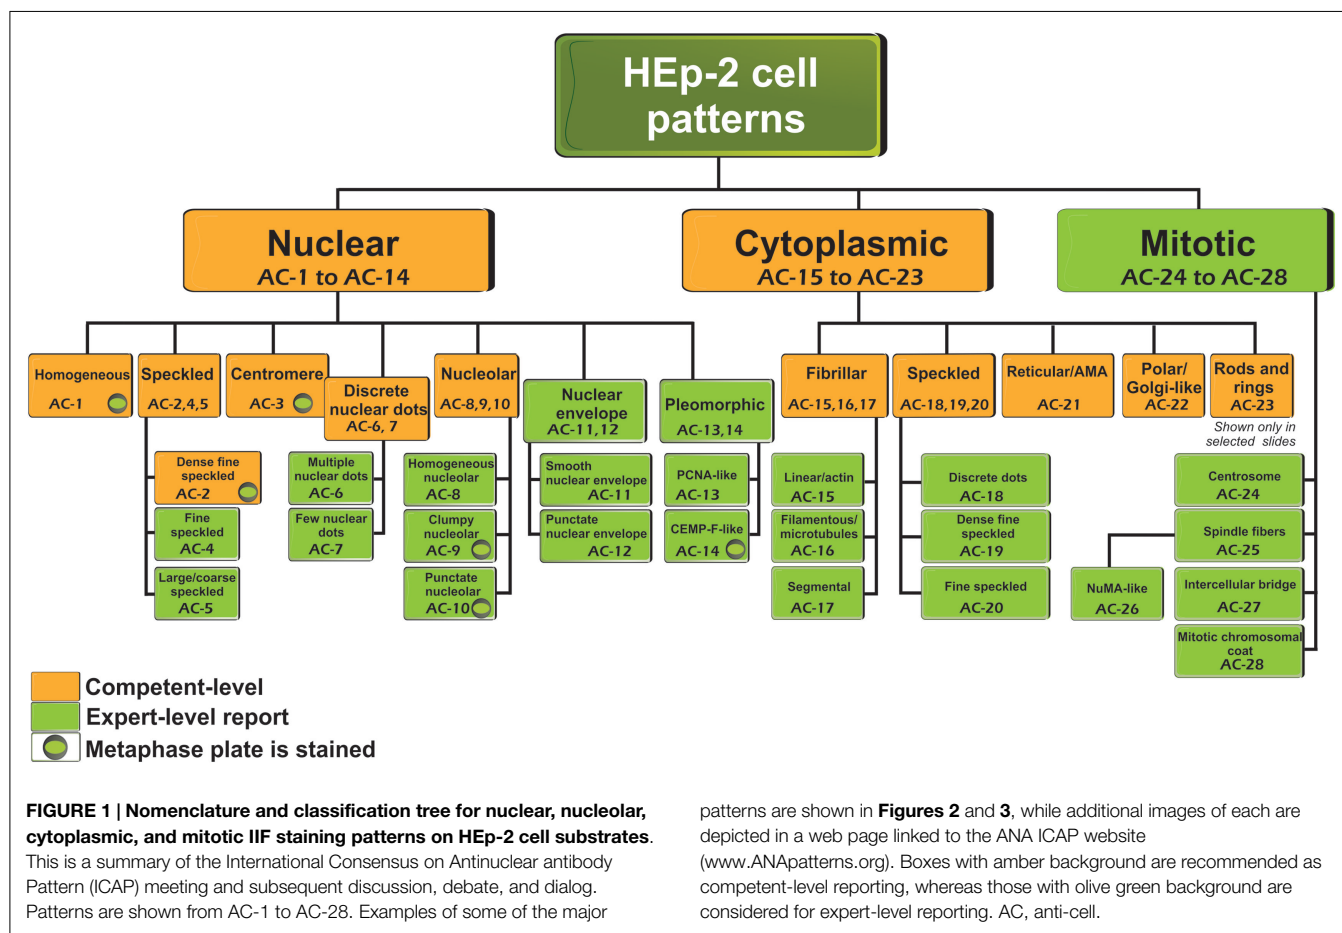 HEp-2 cell
patterns
Nuclear
AC-1 to AC-14
Cytoplasmic
AC-15 to AC-23
Mitotic
AC-24 to AC-28
Homogeneous
AC-1
Speckled
AC-2,4,5
Centromere
AC-3
Discrete
nuclear dots
AC-6, 7
Nucleolar
AC-8,9,10
Nuclear
envelope
AC-11,12
Pleomorphic
AC-13,14
Fibrillar
AC-15,16,17
Speckled
AC-18,19,20
Reticular/AMA
AC-21
Polar/
Golgi-like
AC-22
Rods and
rings
AC-23
Shown only in
selected slides
Dense fine
speckled
AC-2
Fine
speckled
AC-4
Large/coarse
speckled
AC-5
Multiple
nuclear dots
AC-6
Few nuclear
dots
AC-7
Homogeneous
nucleolar
AC-8
Clumpy
nucleolar
AC-9
Punctate
nucleolar
AC-10
Smooth
nuclear envelope
AC-11
Punctate
nuclear envelope
AC-12
PCNA-like
AC-13
CEMP-F-like
AC-14
Linear/actin
AC-15
Filamentous/
microtubules
AC-16
Segmental
AC-17
Discrete dots
AC-18
Dense fine
speckled
AC-19
Fine speckled
AC-20
Centrosome
AC-24
Spindle fibers
AC-25
NuMA-like
AC-26
Intercellular bridge
AC-27
Mitotic chromosomal
coat
AC-28
Competent-level
Expert-level report
Metaphase plate is stained
FIGURE 1 | Nomenclature and classification tree for nuclear, nucleolar,
cytoplasmic, and mitotic IIF staining patterns on HEp-2 cell substrates.
This is a summary of the International Consensus on Antinuclear antibody
Pattern (ICAP) meeting and subsequent discussion, debate, and dialog.
Patterns are shown from AC-1 to AC-28. Examples of some of the major
patterns are shown in Figures 2 and 3, while additional images of each are
depicted in a web page linked to the ANA ICAP website
(www.ANApatterns.org). Boxes with amber background are recommended as
competent-level reporting, whereas those with olive green background are
considered for expert-level reporting. AC, anti-cell.